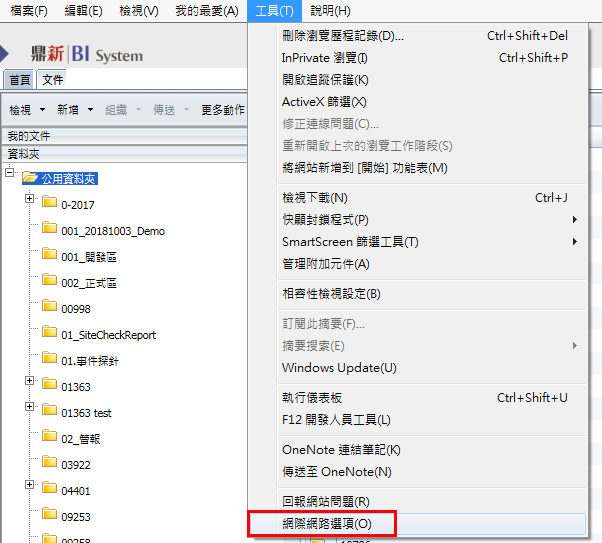 檔案(F) 編輯(E) 檢視(V) 我的最愛(A) 工具(T) 說明(H)
鼎新 BI System
首頁 文件
檢視 新增 組織 傳送 更多動作
我的文件
資料夾
公用資料夾
0-2017
001_20181003_Demo
001_開發區
002_正式區
00998
01_SiteCheckReport
01.事件探針
01363
01363 test
02_管報
03922
04401
09253
09258
刪除瀏覽歷程記錄(D)... Ctrl+Shift+Del
InPrivate 瀏覽(I) Ctrl+Shift+P
開啟追蹤保護(K)
ActiveX 篩選(X)
修正連線問題(C)...
重新開啟上次的瀏覽工作階段(S)
將網站新增到 [開始] 功能表(M)
檢視下載(N) Ctrl+J
快顯封鎖程式(P)
SmartScreen 篩選工具(T)
管理附加元件(A)
相容性檢視設定(B)
訂閱此摘要(F)...
摘要搜索(E)
Windows Update(U)
執行儀表板 Ctrl+Shift+U
F12 開發人員工具(L)
OneNote 連結筆記(K)
傳送至 OneNote(N)
回報網站問題(R)
網際網路選項(O)